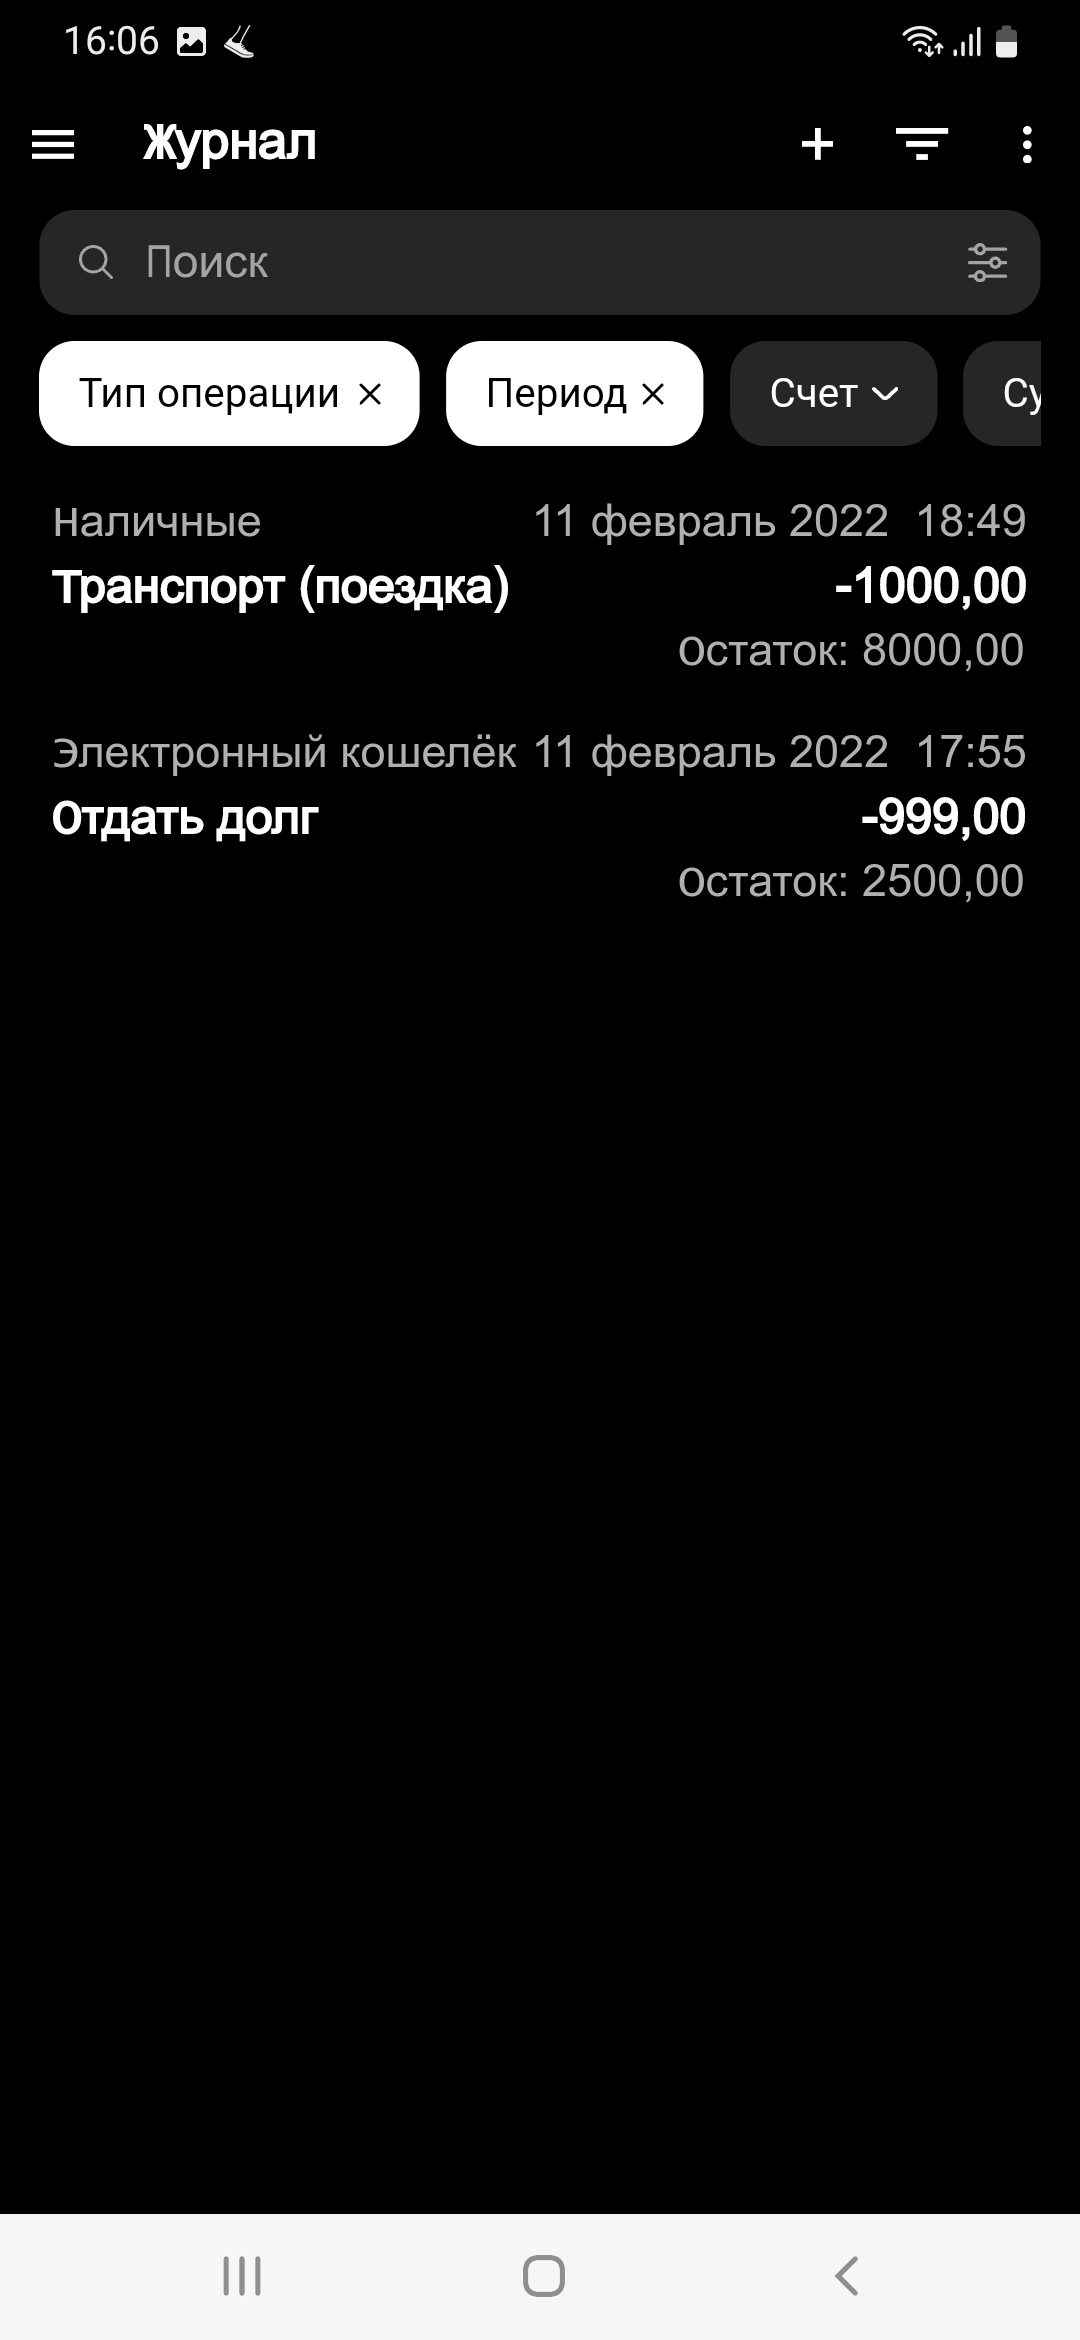 16:06
Журнал
Поиск
Тип операции Период Счет Су
Наличные 11 февраль 2022 18:49
Транспорт (поездка) -1000,00
Остаток: 8000,00
Электронный кошелёк 11 февраль 2022 17:55
Отдать долг -999,00
Остаток: 2500,00